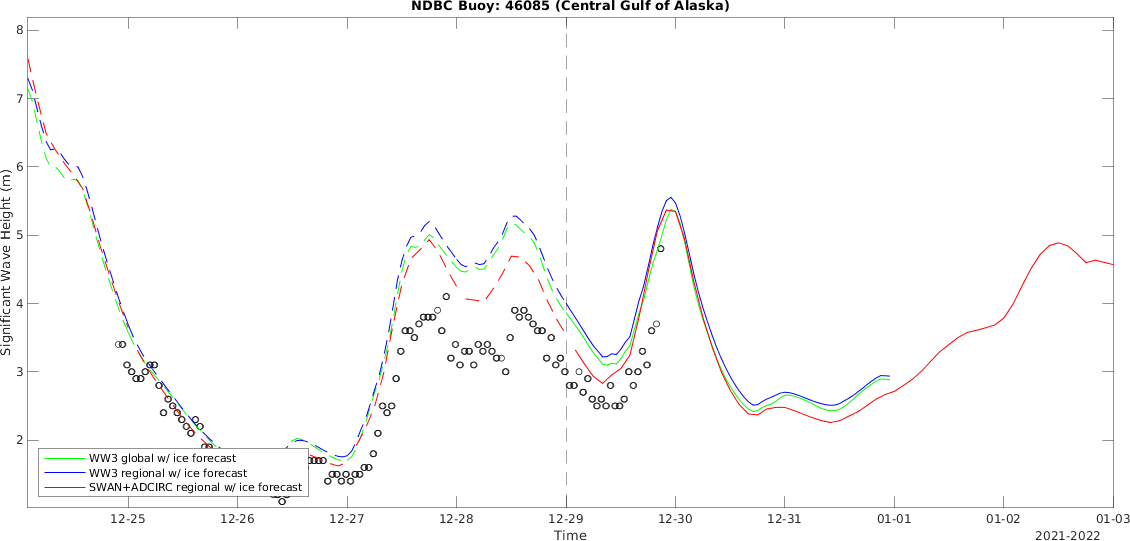 NDBC Buoy: 46085 (Central Gulf of Alaska)
Significant Wave Height (m)
8
7
6
5
4
3
2
WW3 global w/ ice forecast
WW3 regional w/ ice forecast
SWAN+ADCIRC regional w/ ice forecast
12-25 12-26 12-27 12-28 12-29 12-30 12-31 01-01 01-02 01-03
Time
2021-2022